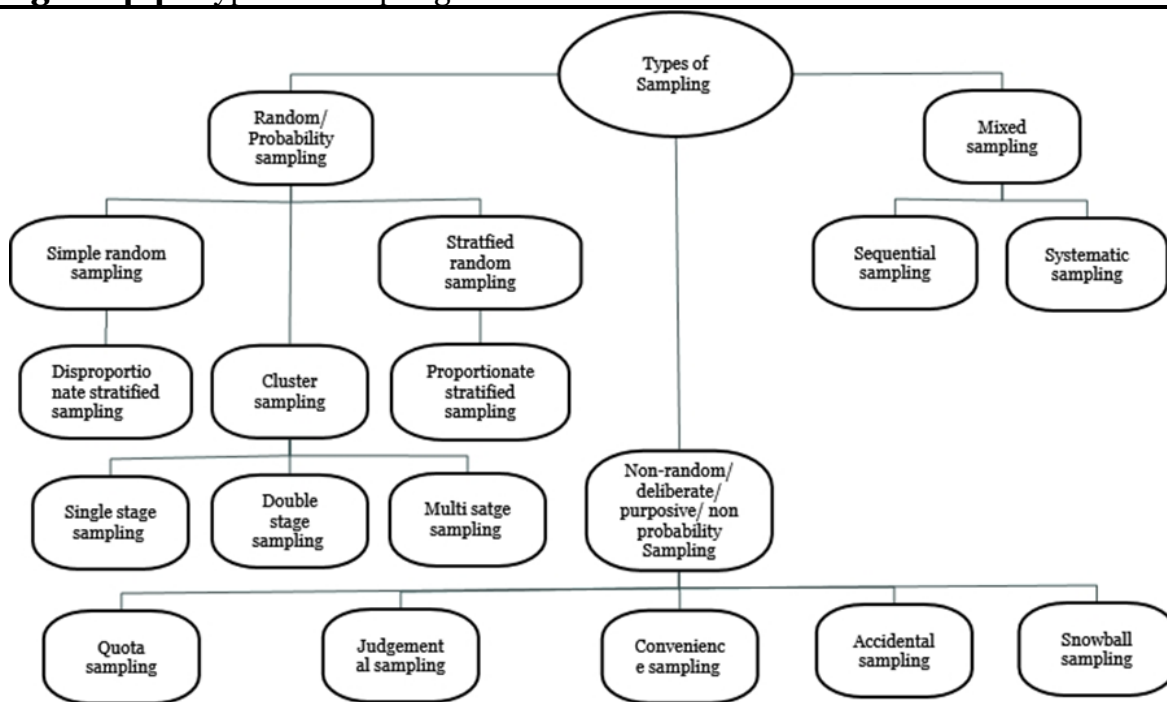 Types of
Sampling
Random/
Probability
sampling
Mixed
sampling
Simple random
sampling
Stratfied
random
sampling
Sequential
sampling
Systematic
sampling
Disproportio
nate stratified
sampling
Cluster
sampling
Proportionate
stratified
sampling
Single stage
sampling
Double
stage
sampling
Multi satge
sampling
Non-random/
deliberate/
purposive/ non
probability
Sampling
Quota
sampling
Judgement
al sampling
Convenienc
e sampling
Accidental
sampling
Snowball
sampling